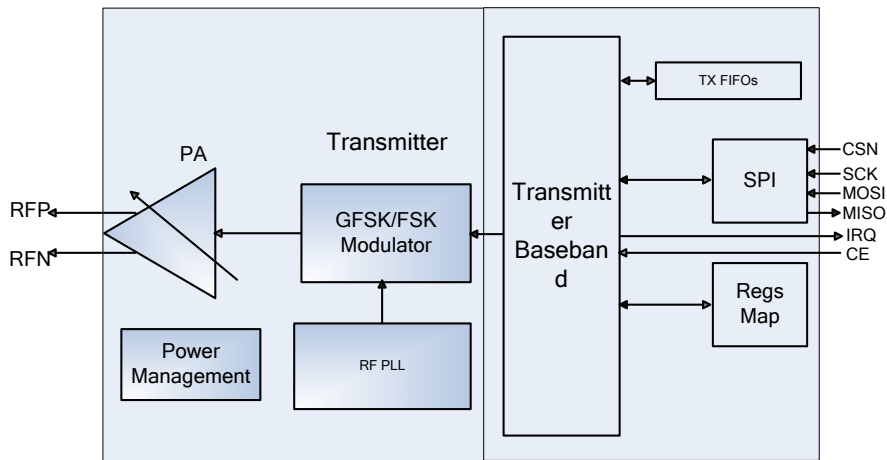 TX FIFOs
Transmitter
PA
CSN
SCK
MOSI
MISO
SPI
RFP
RFN
GFSK/FSK
Modulator
Transmitt
er
Baseban
d
IRQ
CE
Regs
Map
Power
Management
RF PLL